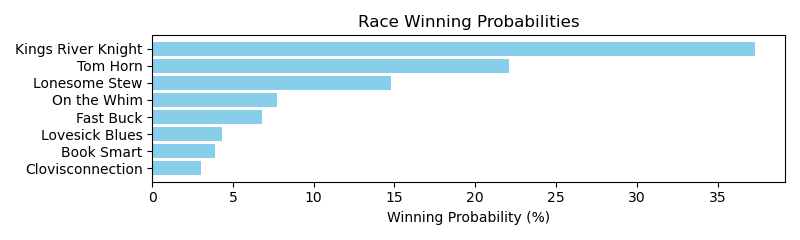 Race Winning Probabilities
Kings River Knight
Tom Horn
Lonesome Stew
On the Whim
Fast Buck
Lovesick Blues
Book Smart
Clovisconnection
0 5 10 15 20 25 30 35
Winning Probability (%)